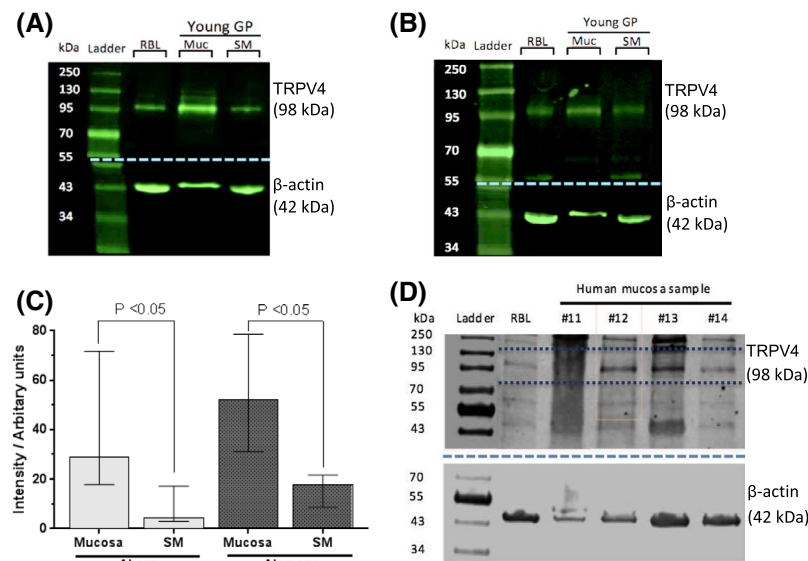 (A)
Young GP
kDa Ladder RBL Muc SM
250
130
95
70
55
43
34
TRPV4
(98 kDa)
β-actin
(42 kDa)
(B)
Young GP
kDa Ladder RBL Muc SM
250
130
95
70
55
43
34
TRPV4
(98 kDa)
β-actin
(42 kDa)
(C)
P <0.05 P <0.05
Intensity / Arbitary units
80
60
40
20
0
Mucosa SM Mucosa SM
(D)
Human mucosa sample
kDa Ladder RBL #11 #12 #13 #14
250
130
95
70
55
43
TRPV4
(98 kDa)
70
55
43
34
β-actin
(42 kDa)